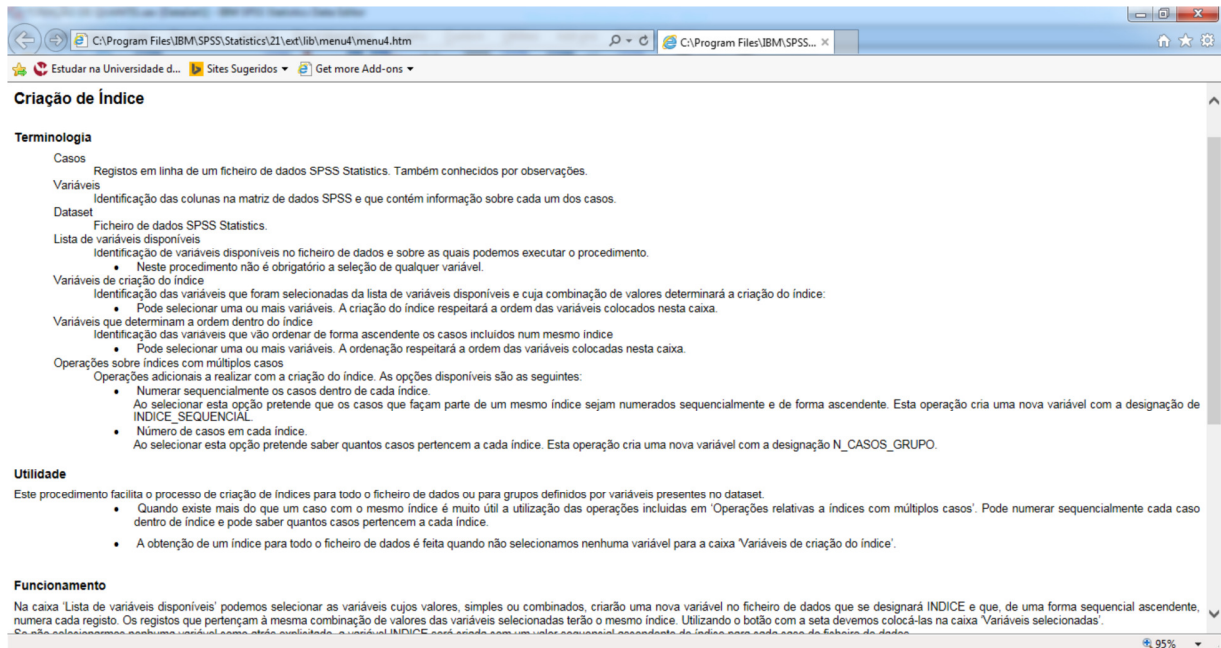 C:\Program Files\IBM\SPSS\Statistics\21\ext\lib\menu4\menu4.htm
C:\Program Files\IBM\SPSS...
Estudar na Universidade d... Sites Sugeridos Get more Add-ons
Criação de Índice
Terminologia
Casos
Registos em linha de um ficheiro de dados SPSS Statistics. Também conhecidos por observações.
Variáveis
Identificação das colunas na matriz de dados SPSS e que contém informação sobre cada um dos casos.
Dataset
Ficheiro de dados SPSS Statistics.
Lista de variáveis disponíveis
Identificação de variáveis disponíveis no ficheiro de dados e sobre as quais podemos executar o procedimento.
• Neste procedimento não é obrigatório a seleção de qualquer variável.
Variáveis de criação do índice
Identificação das variáveis que foram selecionadas da lista de variáveis disponíveis e cuja combinação de valores determinará a criação do índice:
• Pode selecionar uma ou mais variáveis. A criação do índice respeitará a ordem das variáveis colocados nesta caixa.
Variáveis que determinam a ordem dentro do índice
Identificação das variáveis que vão ordenar de forma ascendente os casos incluidos num mesmo índice
• Pode selecionar uma ou mais variáveis. A ordenação respeitará a ordem das variáveis colocadas nesta caixa.
Operações sobre índices com múltiplos casos
Operações adicionais a realizar com a criação do índice. As opções disponíveis são as seguintes:
• Numerar sequencialmente os casos dentro de cada índice.
Ao selecionar esta opção pretende que os casos que façam parte de um mesmo índice sejam numerados sequencialmente e de forma ascendente. Esta operação cria uma nova variável com a designação de
INDICE_SEQUENCIAL.
• Número de casos em cada índice.
Ao selecionar esta opção pretende saber quantos casos pertencem a cada índice. Esta operação cria uma nova variável com a designação N_CASOS_GRUPO.
Utilidade
Este procedimento facilita o processo de criação de índices para todo o ficheiro de dados ou para grupos definidos por variáveis presentes no dataset.
• Quando existe mais do que um caso com o mesmo índice é muito útil a utilização das operações incluidas em 'Operações relativas a índices com múltiplos casos'. Pode numerar sequencialmente cada caso
dentro de índice e pode saber quantos casos pertencem a cada índice.
• A obtenção de um índice para todo o ficheiro de dados é feita quando não selecionamos nenhuma variável para a caixa 'Variáveis de criação do índice'.
Funcionamento
Na caixa 'Lista de variáveis disponíveis' podemos selecionar as variáveis cujos valores, simples ou combinados, criarão uma nova variável no ficheiro de dados que se designará INDICE e que, de uma forma sequencial ascendente,
numera cada registo. Os registos que pertençam à mesma combinação de valores das variáveis selecionadas terão o mesmo índice. Utilizando o botão com a seta devemos colocá-las na caixa 'Variáveis selecionadas'.
95%